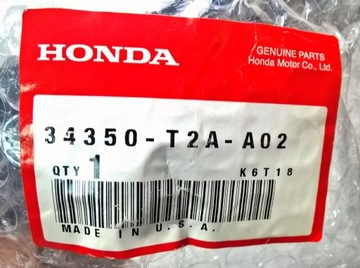 HONDA
GENUINE PARTS
Honda Motor Co., Ltd.
34350-T2A-A02
QTY 1
K6T18
MADE IN U.S.A.